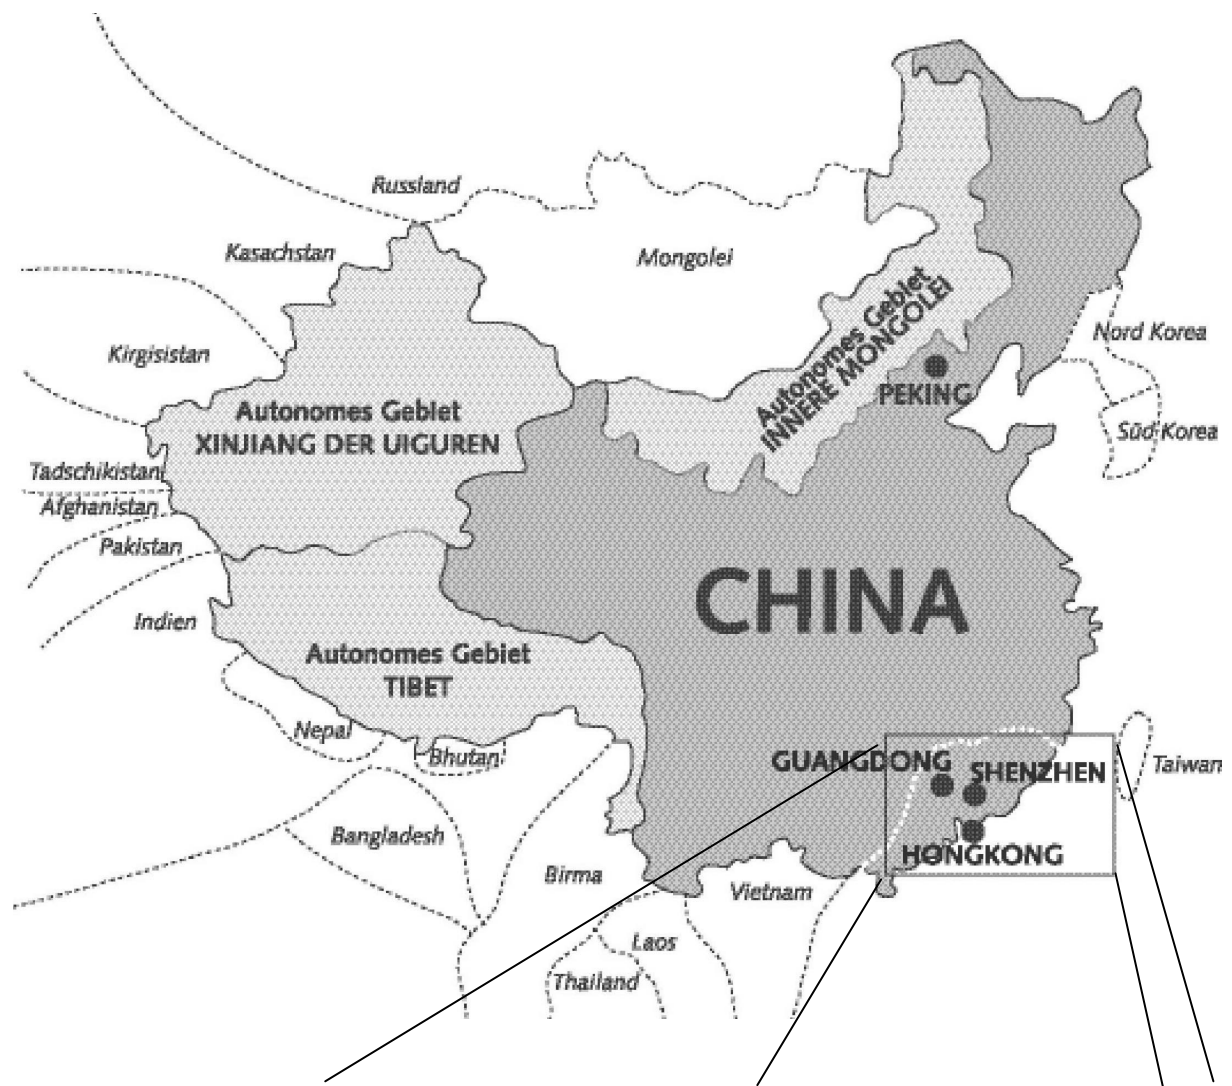 Russland
Kasachstan
Mongolei
Kirgisistan
Autonomes Gebiet
INNERE MONGOLEI
Nord Korea
PEKING
Autonomes Gebiet
XINJIANG DER UIGUREN
Süd Korea
Tadschikistan
Afghanistan
Pakistan
CHINA
Indien
Autonomes Gebiet
TIBET
Nepal
Bhutan
GUANGDONG
SHENZHEN
Taiwan
Bangladesh
HONGKONG
Birma
Vietnam
Laos
Thailand